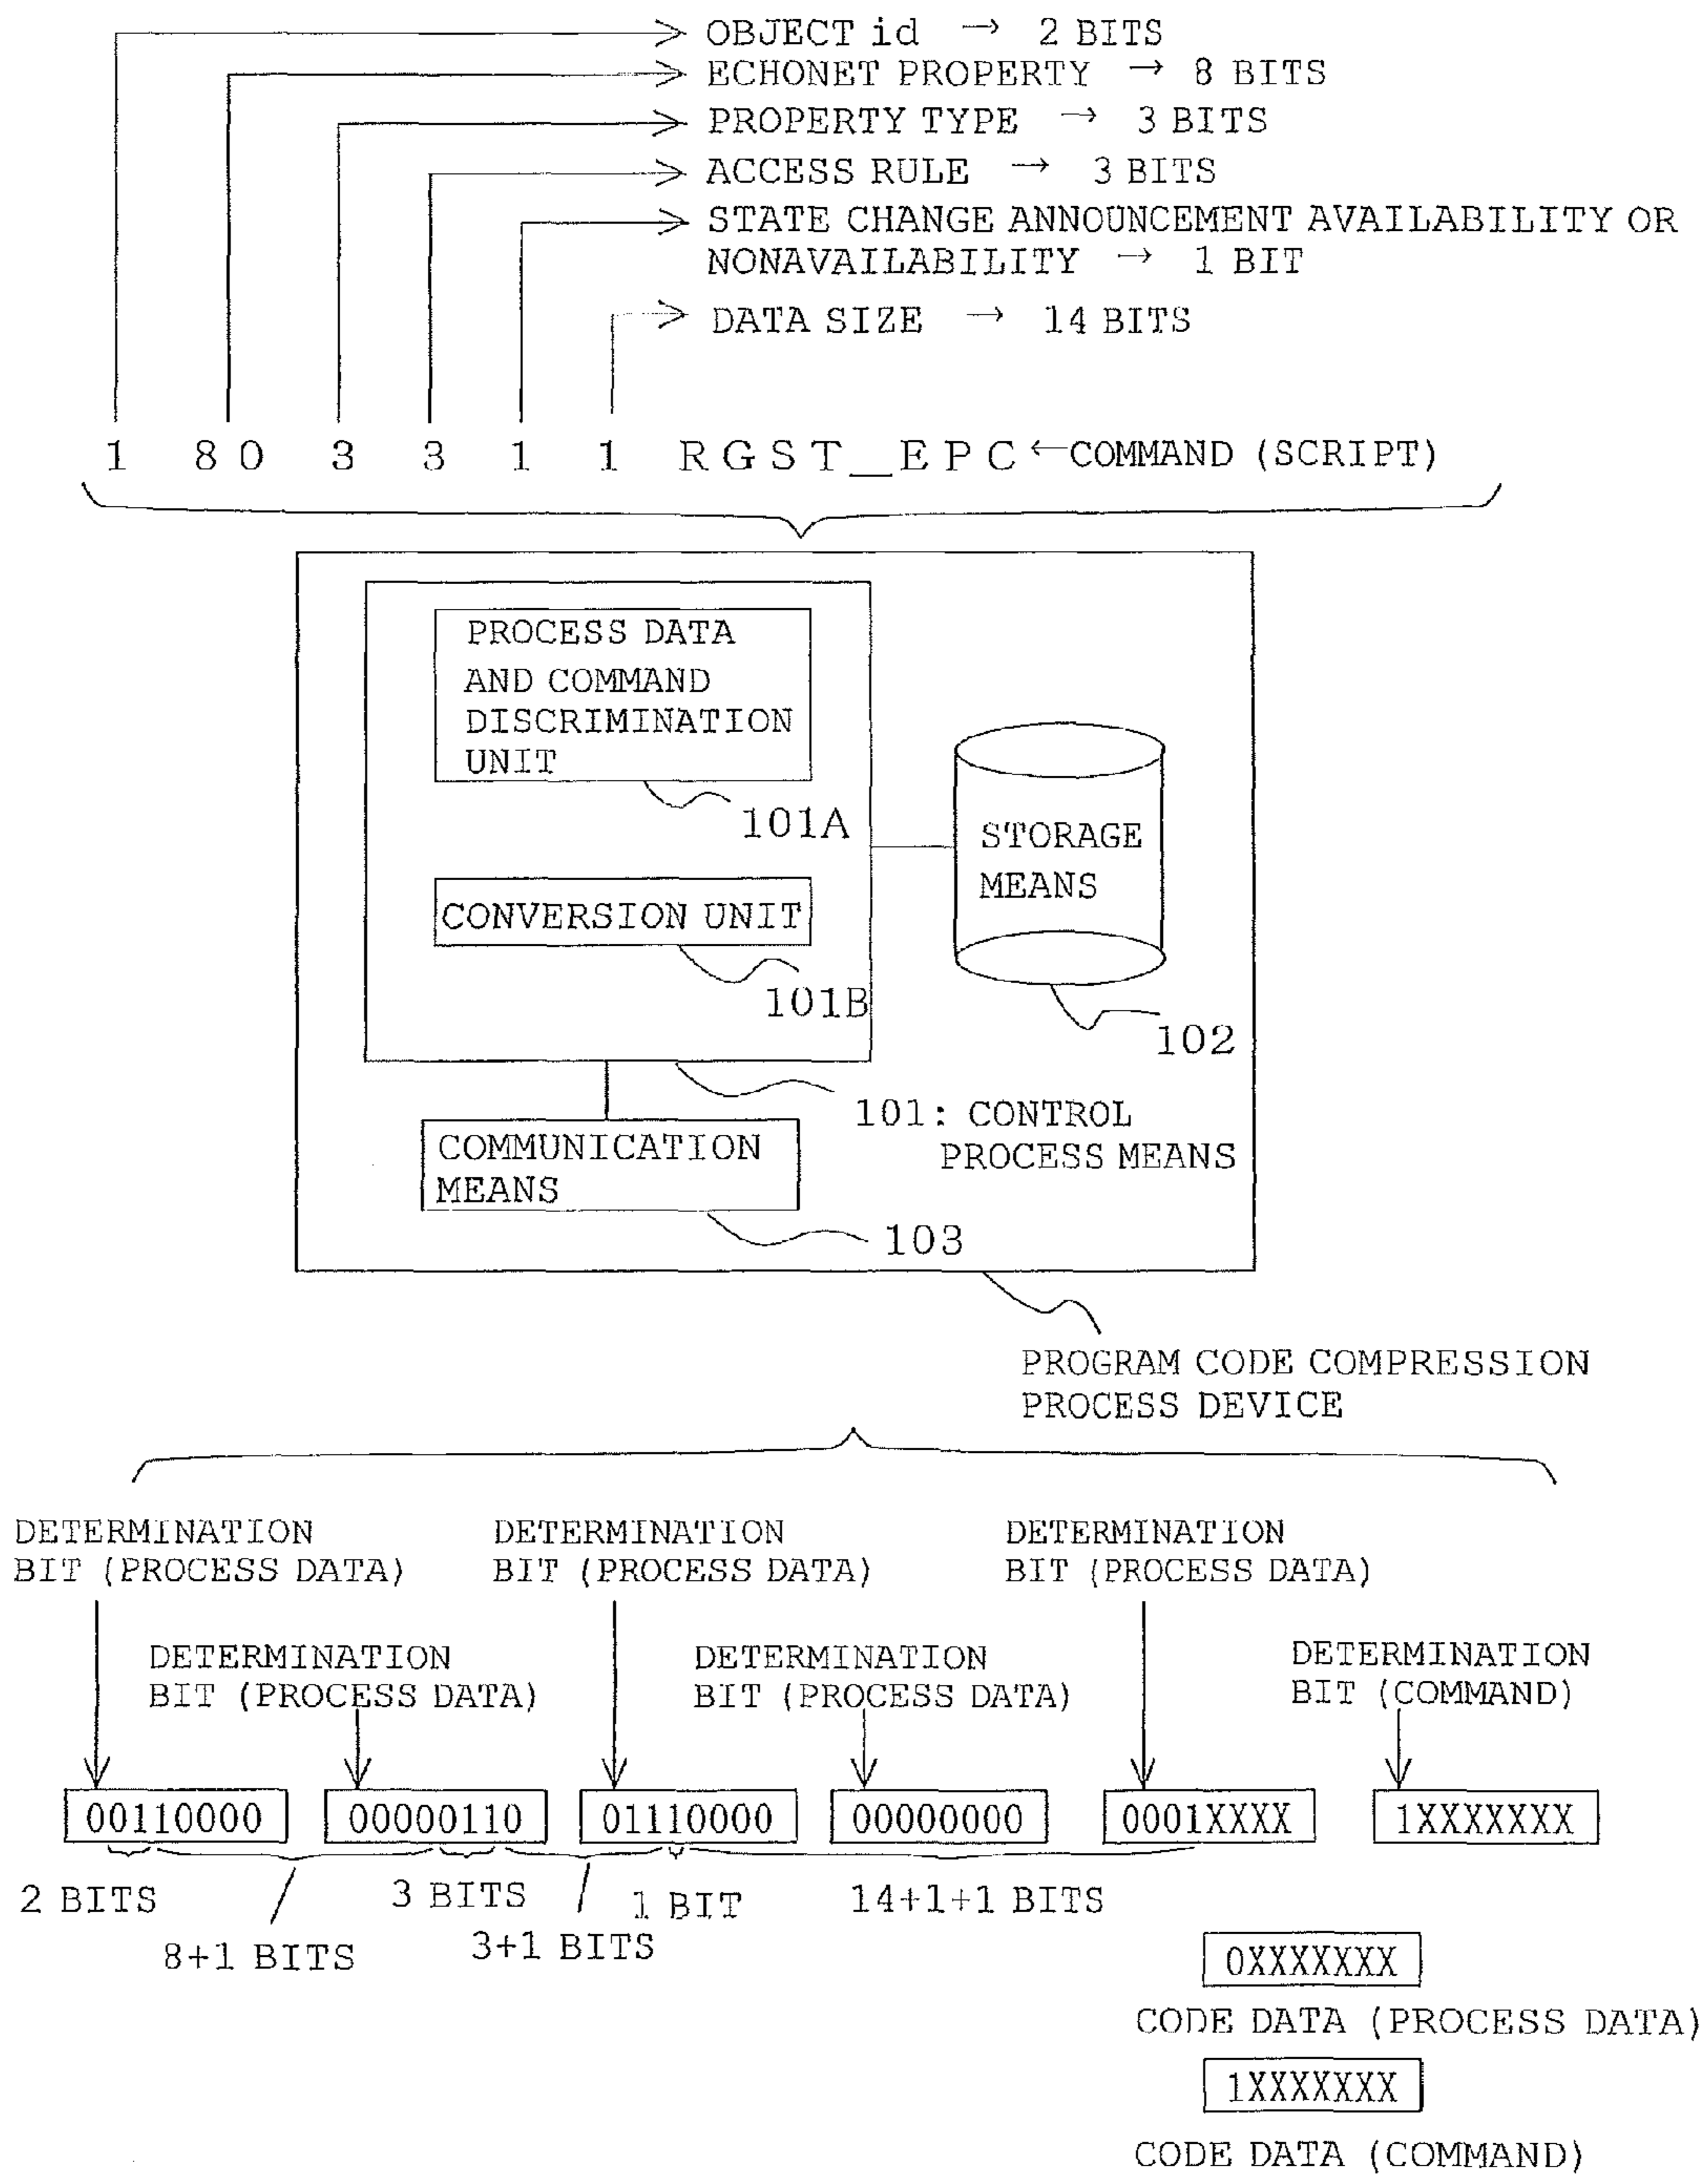 OBJECT id → 2 BITS
ECHONET PROPERTY → 8 BITS
PROPERTY TYPE → 3 BITS
ACCESS RULE → 3 BITS
STATE CHANGE ANNOUNCEMENT AVAILABILITY OR
NONAVAILABILITY → 1 BIT
DATA SIZE → 14 BITS
1 80 3 3 1 1 RGST_EPC←COMMAND (SCRIPT)
PROCESS DATA
AND COMMAND
DISCRIMINATION
UNIT
101A
STORAGE
MEANS
CONVERSION UNIT
101B
102
101: CONTROL
PROCESS MEANS
COMMUNICATION
MEANS
103
PROGRAM CODE COMPRESSION
PROCESS DEVICE
DETERMINATION
BIT (PROCESS DATA)
DETERMINATION
BIT (PROCESS DATA)
DETERMINATION
BIT (PROCESS DATA)
DETERMINATION
BIT (PROCESS DATA)
DETERMINATION
BIT (PROCESS DATA)
DETERMINATION
BIT (COMMAND)
00110000 00000110 01110000 00000000 0001XXXX 1XXXXXXX
2 BITS 3 BITS 1 BIT 14+1+1 BITS
8+1 BITS 3+1 BITS
0XXXXXXX
CODE DATA (PROCESS DATA)
1XXXXXXX
CODE DATA (COMMAND)